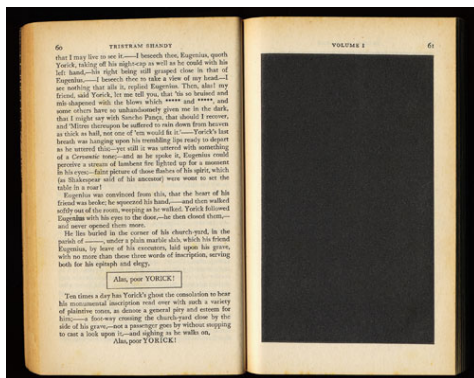 60
TRISTRAM SHANDY
that I may live to see it.——I beseech thee, Eugenius, quoth
Yorick, taking off his night-cap as well as he could with his
left hand,—his right being still grasped close in that of
Eugenius,——I beseech thee to take a view of my head.—I
see nothing that ails it, replied Eugenius. Then, alas! my
friend, said Yorick, let me tell you, that 'tis so bruised and
mis-shapened with the blows which ***** and *****, and
some others have so unhandsomely given me in the dark,
that I might say with Sancho Pança, that should I recover,
and 'Mitres thereupon be suffered to rain down from heaven
as thick as hail, not one of 'em would fit it.'——Yorick's last
breath was hanging upon his trembling lips ready to depart
as he uttered this;—yet still it was uttered with something
of a Cervantic tone;—and as he spoke it, Eugenius could
perceive a stream of lambent fire lighted up for a moment
in his eyes;—faint picture of those flashes of his spirit, which
(as Shakespear said of his ancestor) were wont to set the
table in a roar!
Eugenius was convinced from this, that the heart of his
friend was broke; he squeezed his hand,——and then walked
softly out of the room, weeping as he walked. Yorick followed
Eugenius with his eyes to the door,—he then closed them,—
and never opened them more.
He lies buried in the corner of his church-yard, in the
parish of ——, under a plain marble slab, which his friend
Eugenius, by leave of his executors, laid upon his grave,
with no more than these three words of inscription, serving
both for his epitaph and elegy.
Alas, poor YORICK!
Ten times a day has Yorick's ghost the consolation to hear
his monumental inscription read over with such a variety
of plaintive tones, as denote a general pity and esteem for
him;——a foot-way crossing the church-yard close by the
side of his grave,—not a passenger goes by without stopping
to cast a look upon it,—and sighing as he walks on,
Alas, poor YORICK!
VOLUME I
61